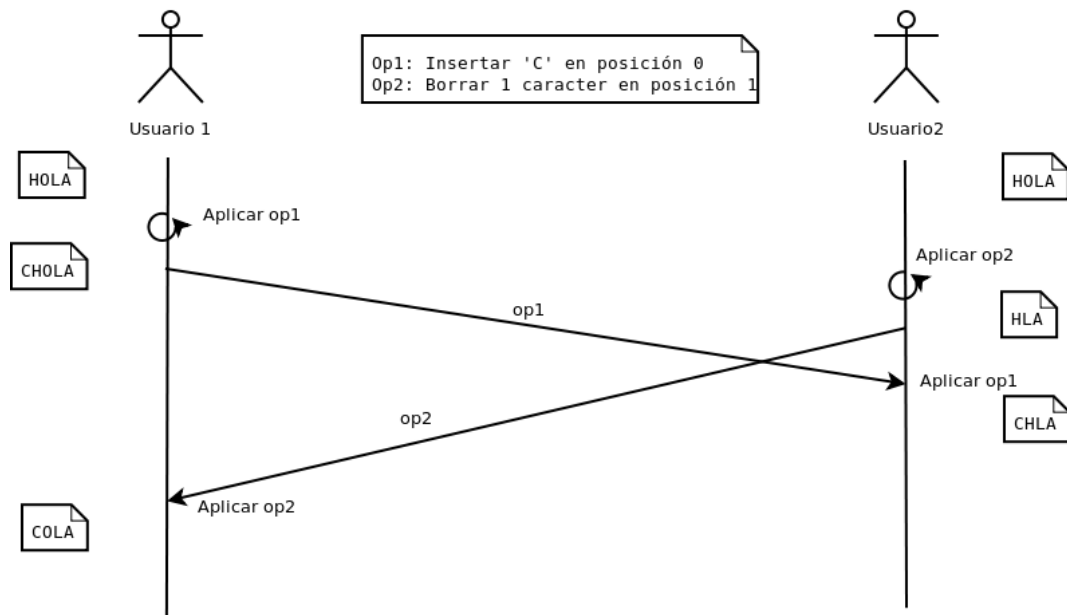 Op1: Insertar 'C' en posición 0
Op2: Borrar 1 caracter en posición 1
Usuario 1
Usuario2
HOLA
HOLA
Aplicar op1
CHOLA
Aplicar op2
op1
HLA
Aplicar op1
op2
CHLA
Aplicar op2
COLA